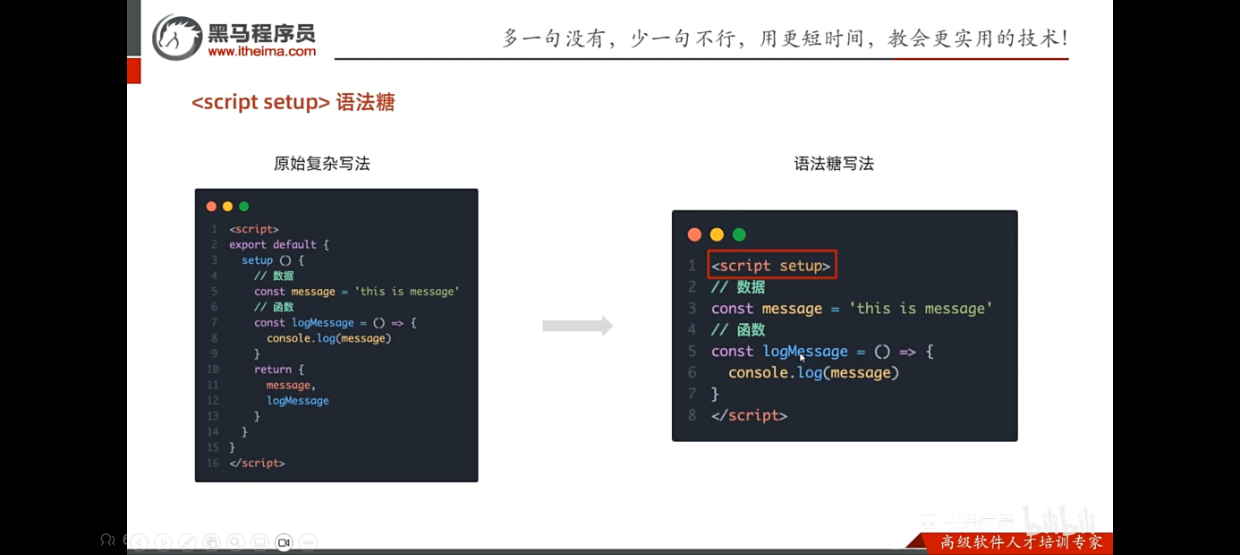 黑马程序员
www.itheima.com
多一句没有，少一句不行，用更短时间，教会更实用的技术！
<script setup> 语法糖
原始复杂写法
1 <script>
2 export default {
3 setup () {
4 // 数据
5 const message = 'this is message'
6 // 函数
7 const logMessage = () => {
8 console.log(message)
9 }
10 return {
11 message,
12 logMessage
13 }
14 }
15 }
16 </script>
语法糖写法
1 <script setup>
2 // 数据
3 const message = 'this is message'
4 // 函数
5 const logMessage = () => {
6 console.log(message)
7 }
8 </script>
bilibili
高级软件人才培训专家